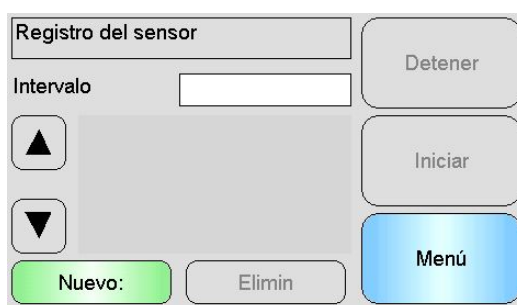 Registro del sensor
Detener
Intervalo
Iniciar
Menú
Nuevo:
Elimin